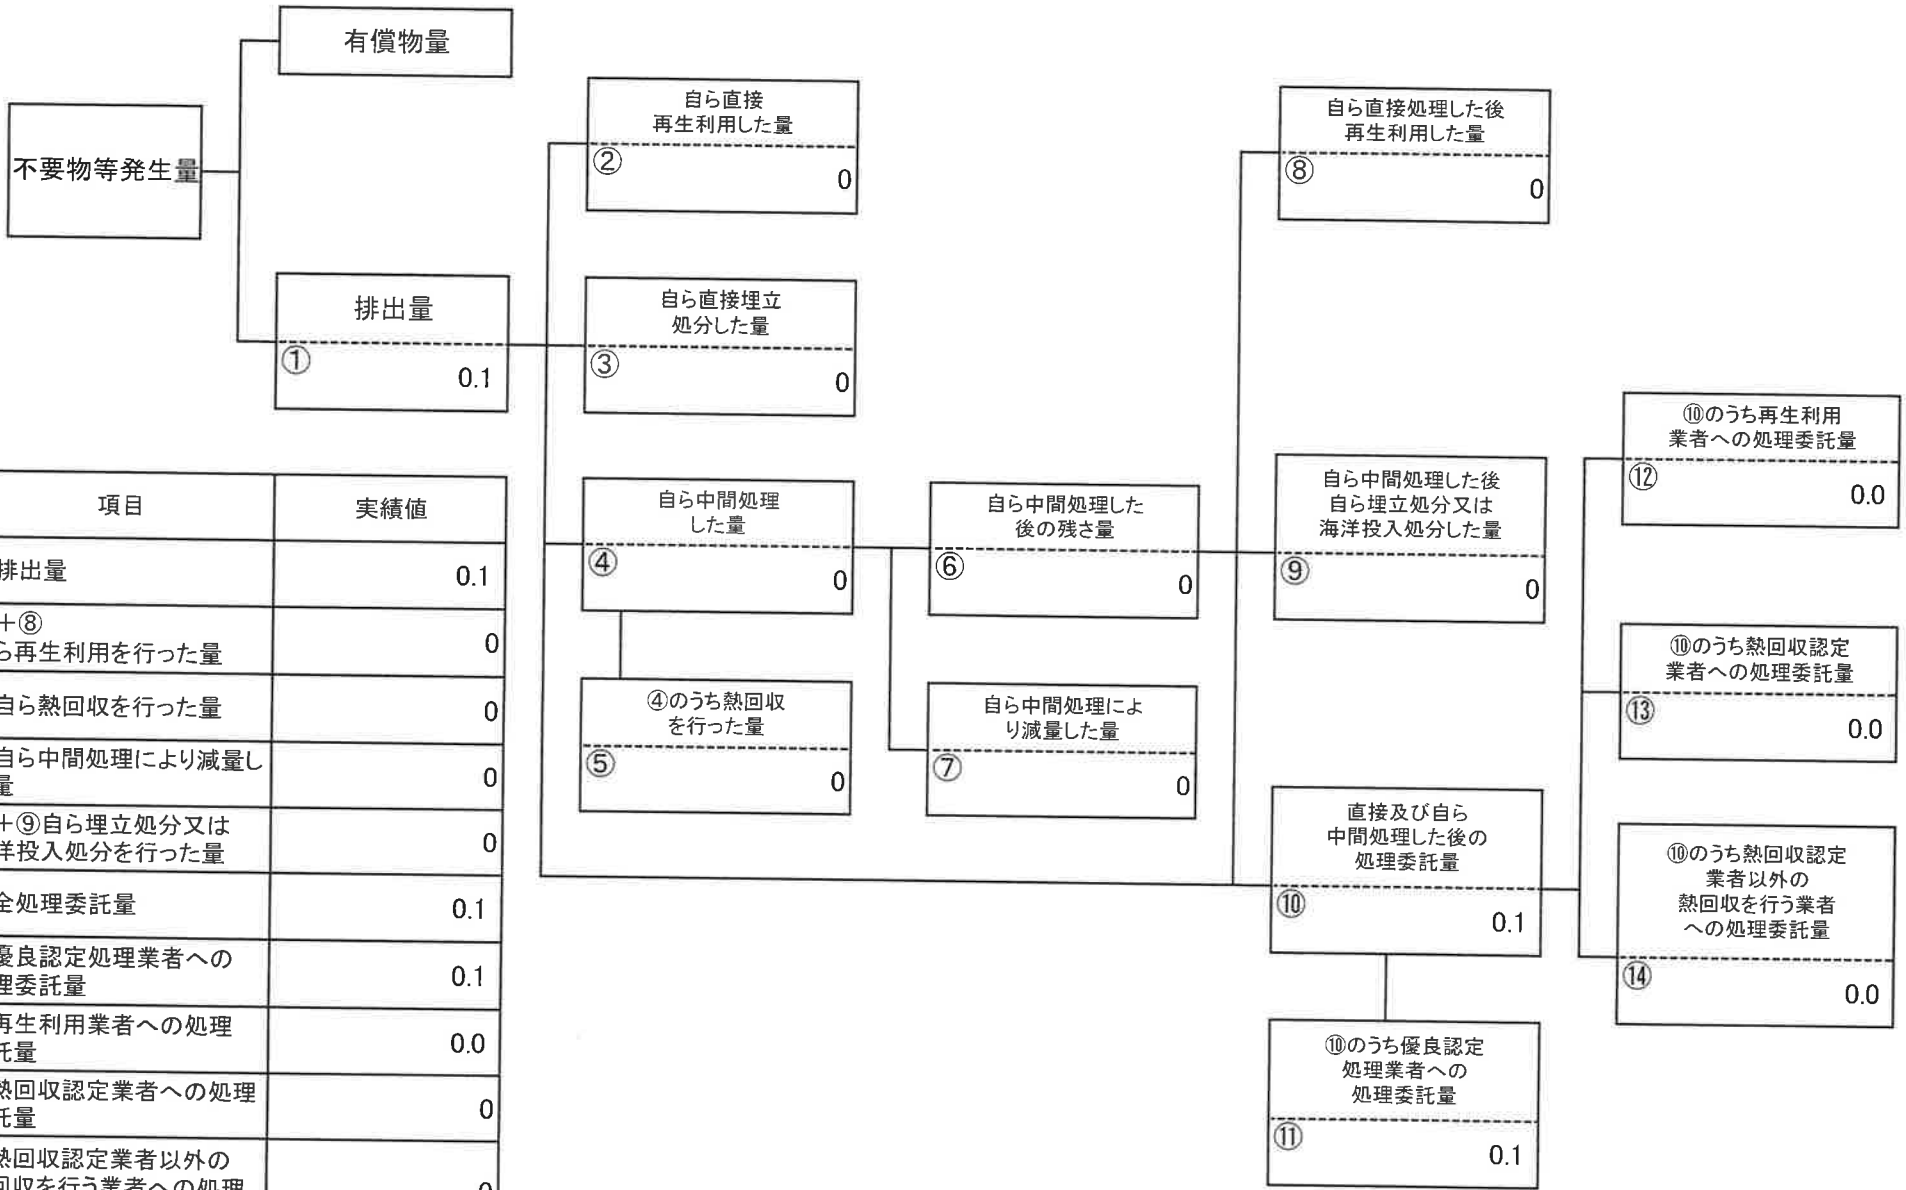 有償物量
不要物等発生量
排出量
①
0.1
自ら直接
再生利用した量
②
0
自ら直接埋立
処分した量
③
0
自ら中間処理
した量
④
0
④のうち熱回収
を行った量
⑤
0
自ら中間処理した
後の残さ量
⑥
0
自ら中間処理によ
り減量した量
⑦
0
自ら直接処理した後
再生利用した量
⑧
0
自ら中間処理した後
自ら埋立処分又は
海洋投入処分した量
⑨
0
直接及び自ら
中間処理した後の
処理委託量
⑩
0.1
⑩のうち優良認定
処理業者への
処理委託量
⑪
0.1
⑩のうち再生利用
業者への処理委託量
⑫
0.0
⑩のうち熱回収認定
業者への処理委託量
⑬
0.0
⑩のうち熱回収認定
業者以外の
熱回収を行う業者
への処理委託量
⑭
0.0
項目 実績値
排出量 0.1
+⑧
ら再生利用を行った量 0
自ら熱回収を行った量 0
自ら中間処理により減量し
量 0
+⑨自ら埋立処分又は
洋投入処分を行った量 0
全処理委託量 0.1
優良認定処理業者への
理委託量 0.1
再生利用業者への処理
託量 0.0
熱回収認定業者への処理
託量 0
熱回収認定業者以外の
回収を行う業者への処理 0